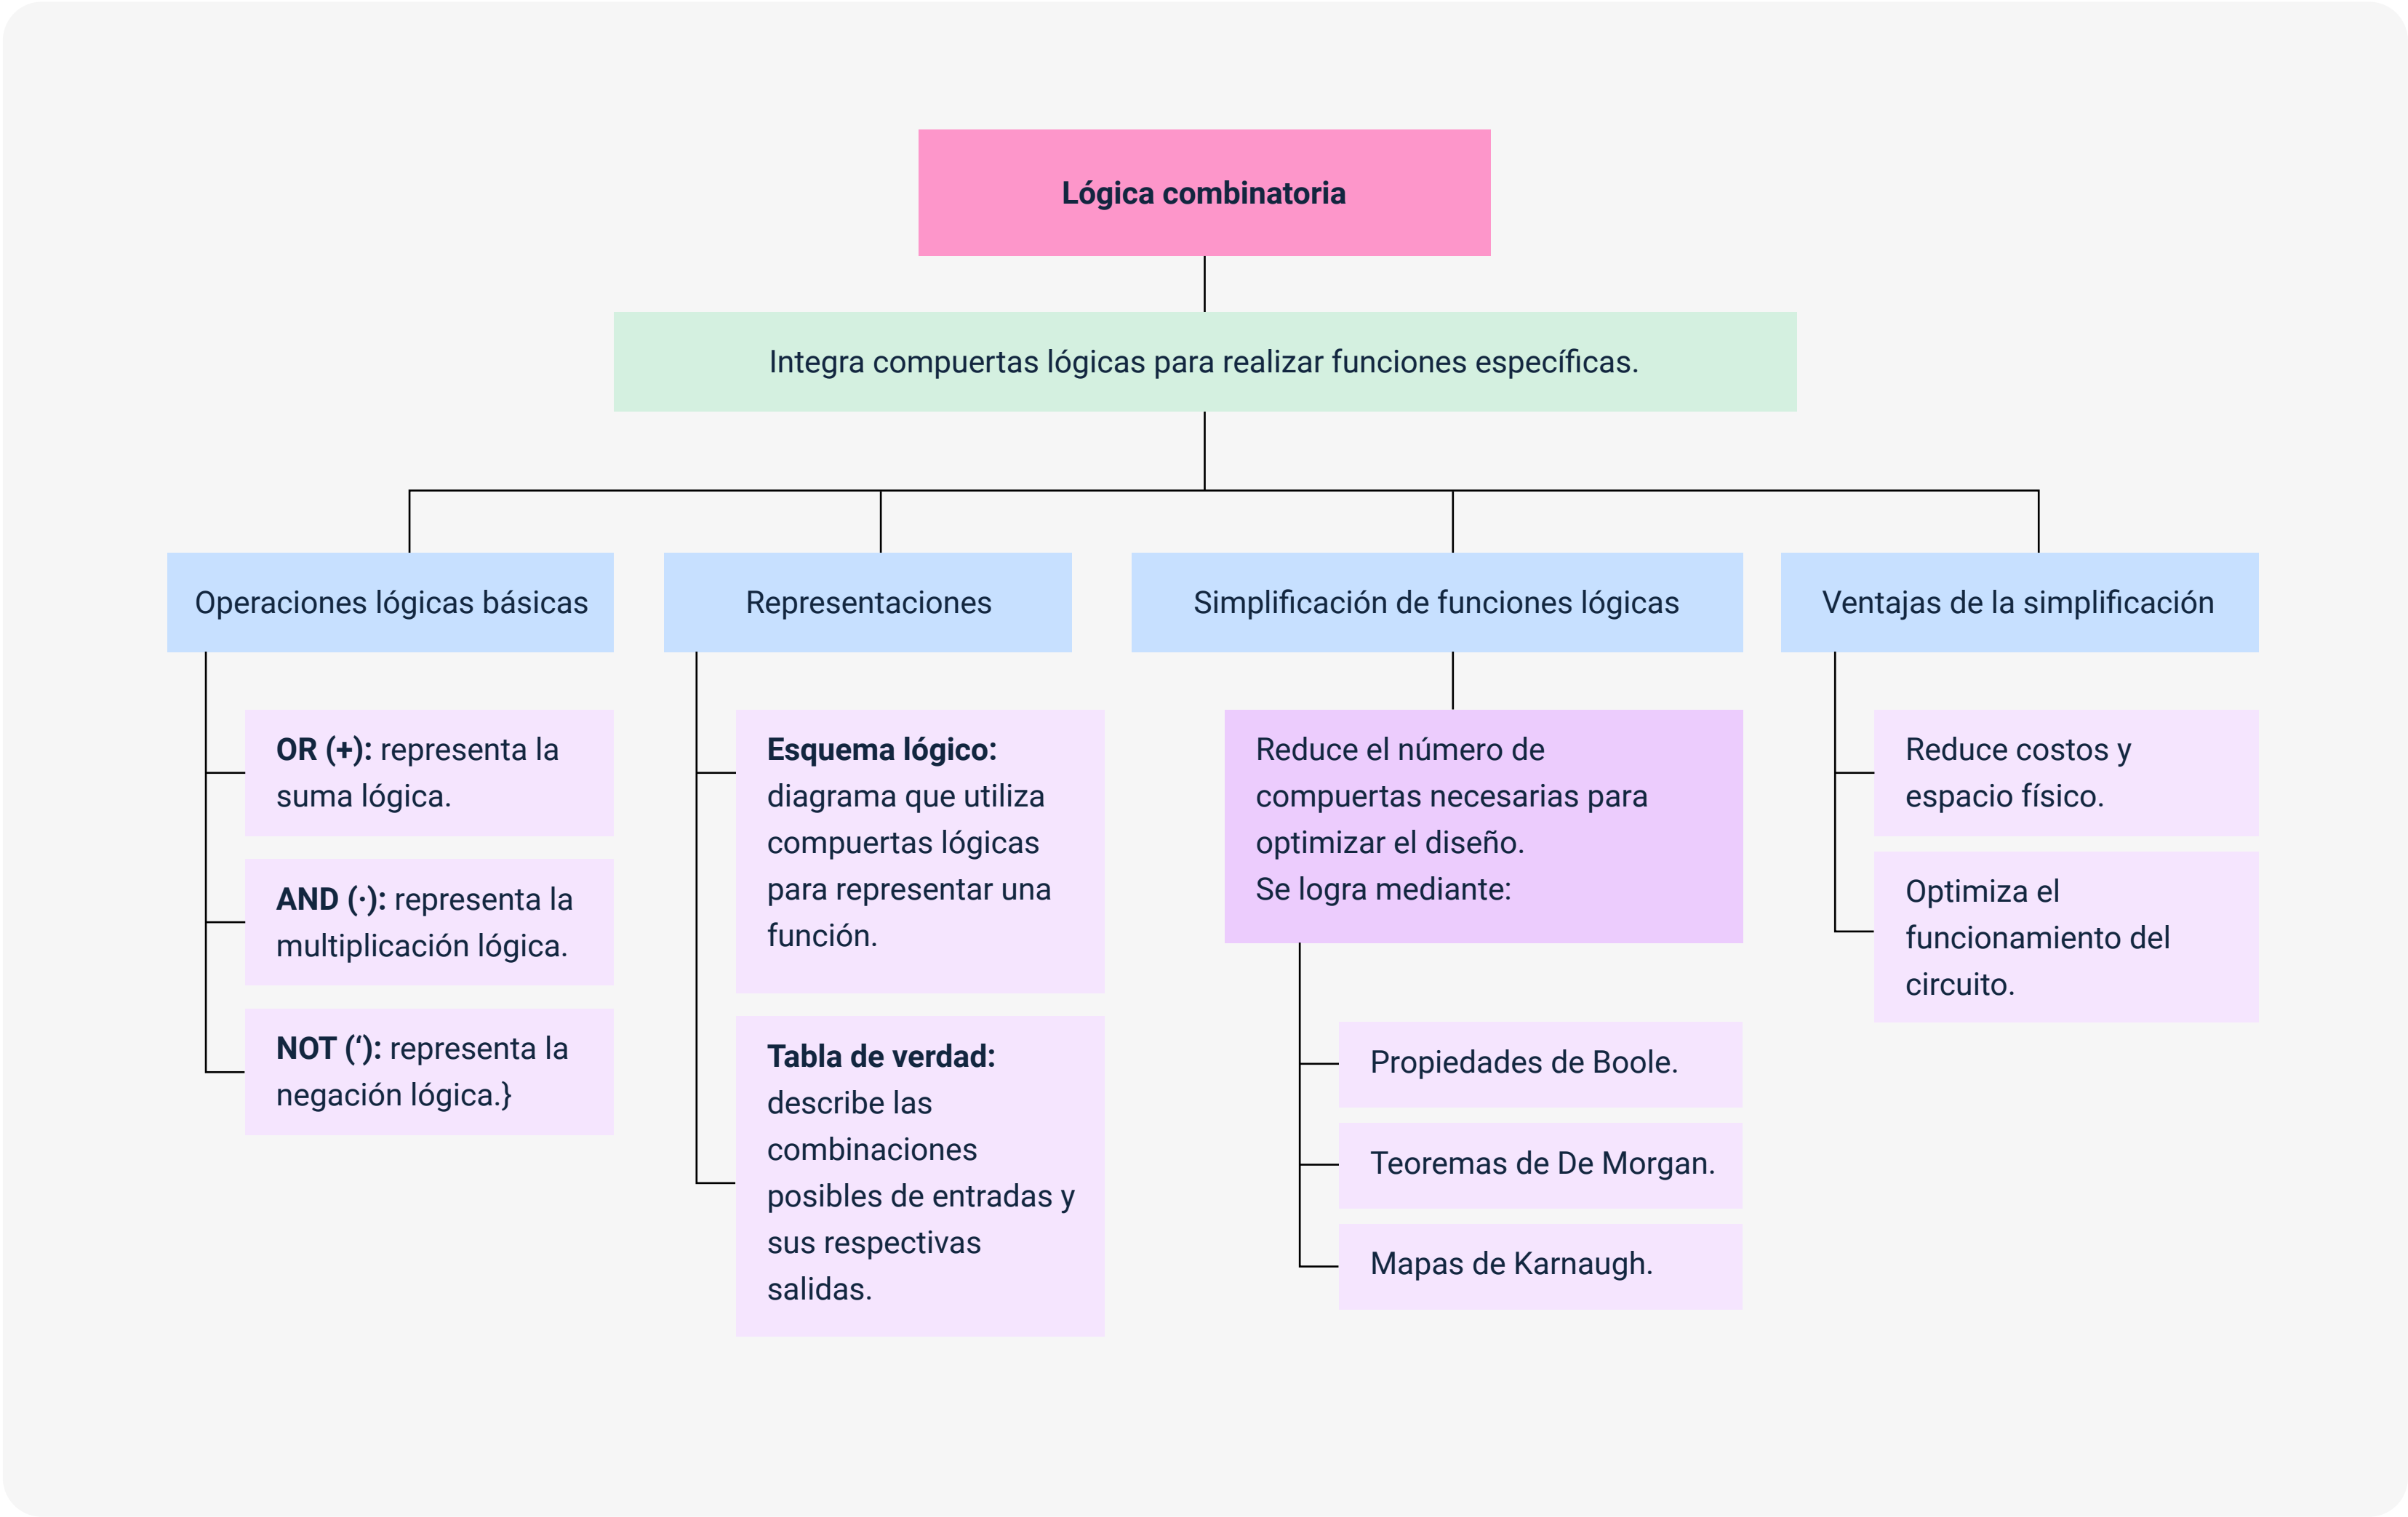 Lógica combinatoria
Integra compuertas lógicas para realizar funciones específicas.
Operaciones lógicas básicas
OR (+): representa la
suma lógica.
AND (·): representa la
multiplicación lógica.
NOT (‘): representa la
negación lógica.}
Representaciones
Esquema lógico:
diagrama que utiliza
compuertas lógicas
para representar una
función.
Tabla de verdad:
describe las
combinaciones
posibles de entradas y
sus respectivas
salidas.
Simplificación de funciones lógicas
Reduce el número de
compuertas necesarias para
optimizar el diseño.
Se logra mediante:
Propiedades de Boole.
Teoremas de De Morgan.
Mapas de Karnaugh.
Ventajas de la simplificación
Reduce costos y
espacio físico.
Optimiza el
funcionamiento del
circuito.